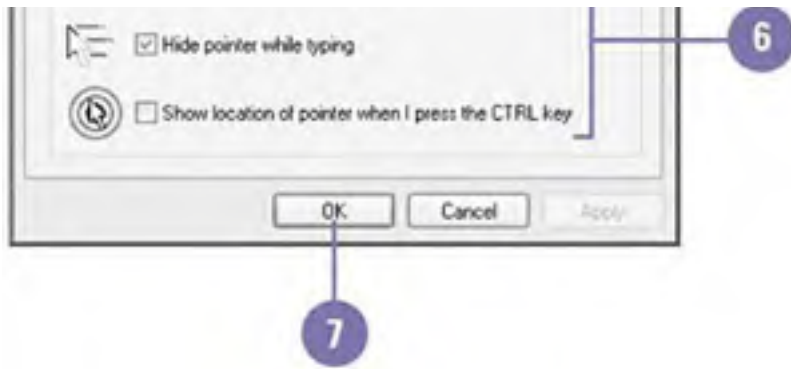 6
Hide pointer while typing
Show location of pointer when I press the CTRL key
OK Cancel Apply
7